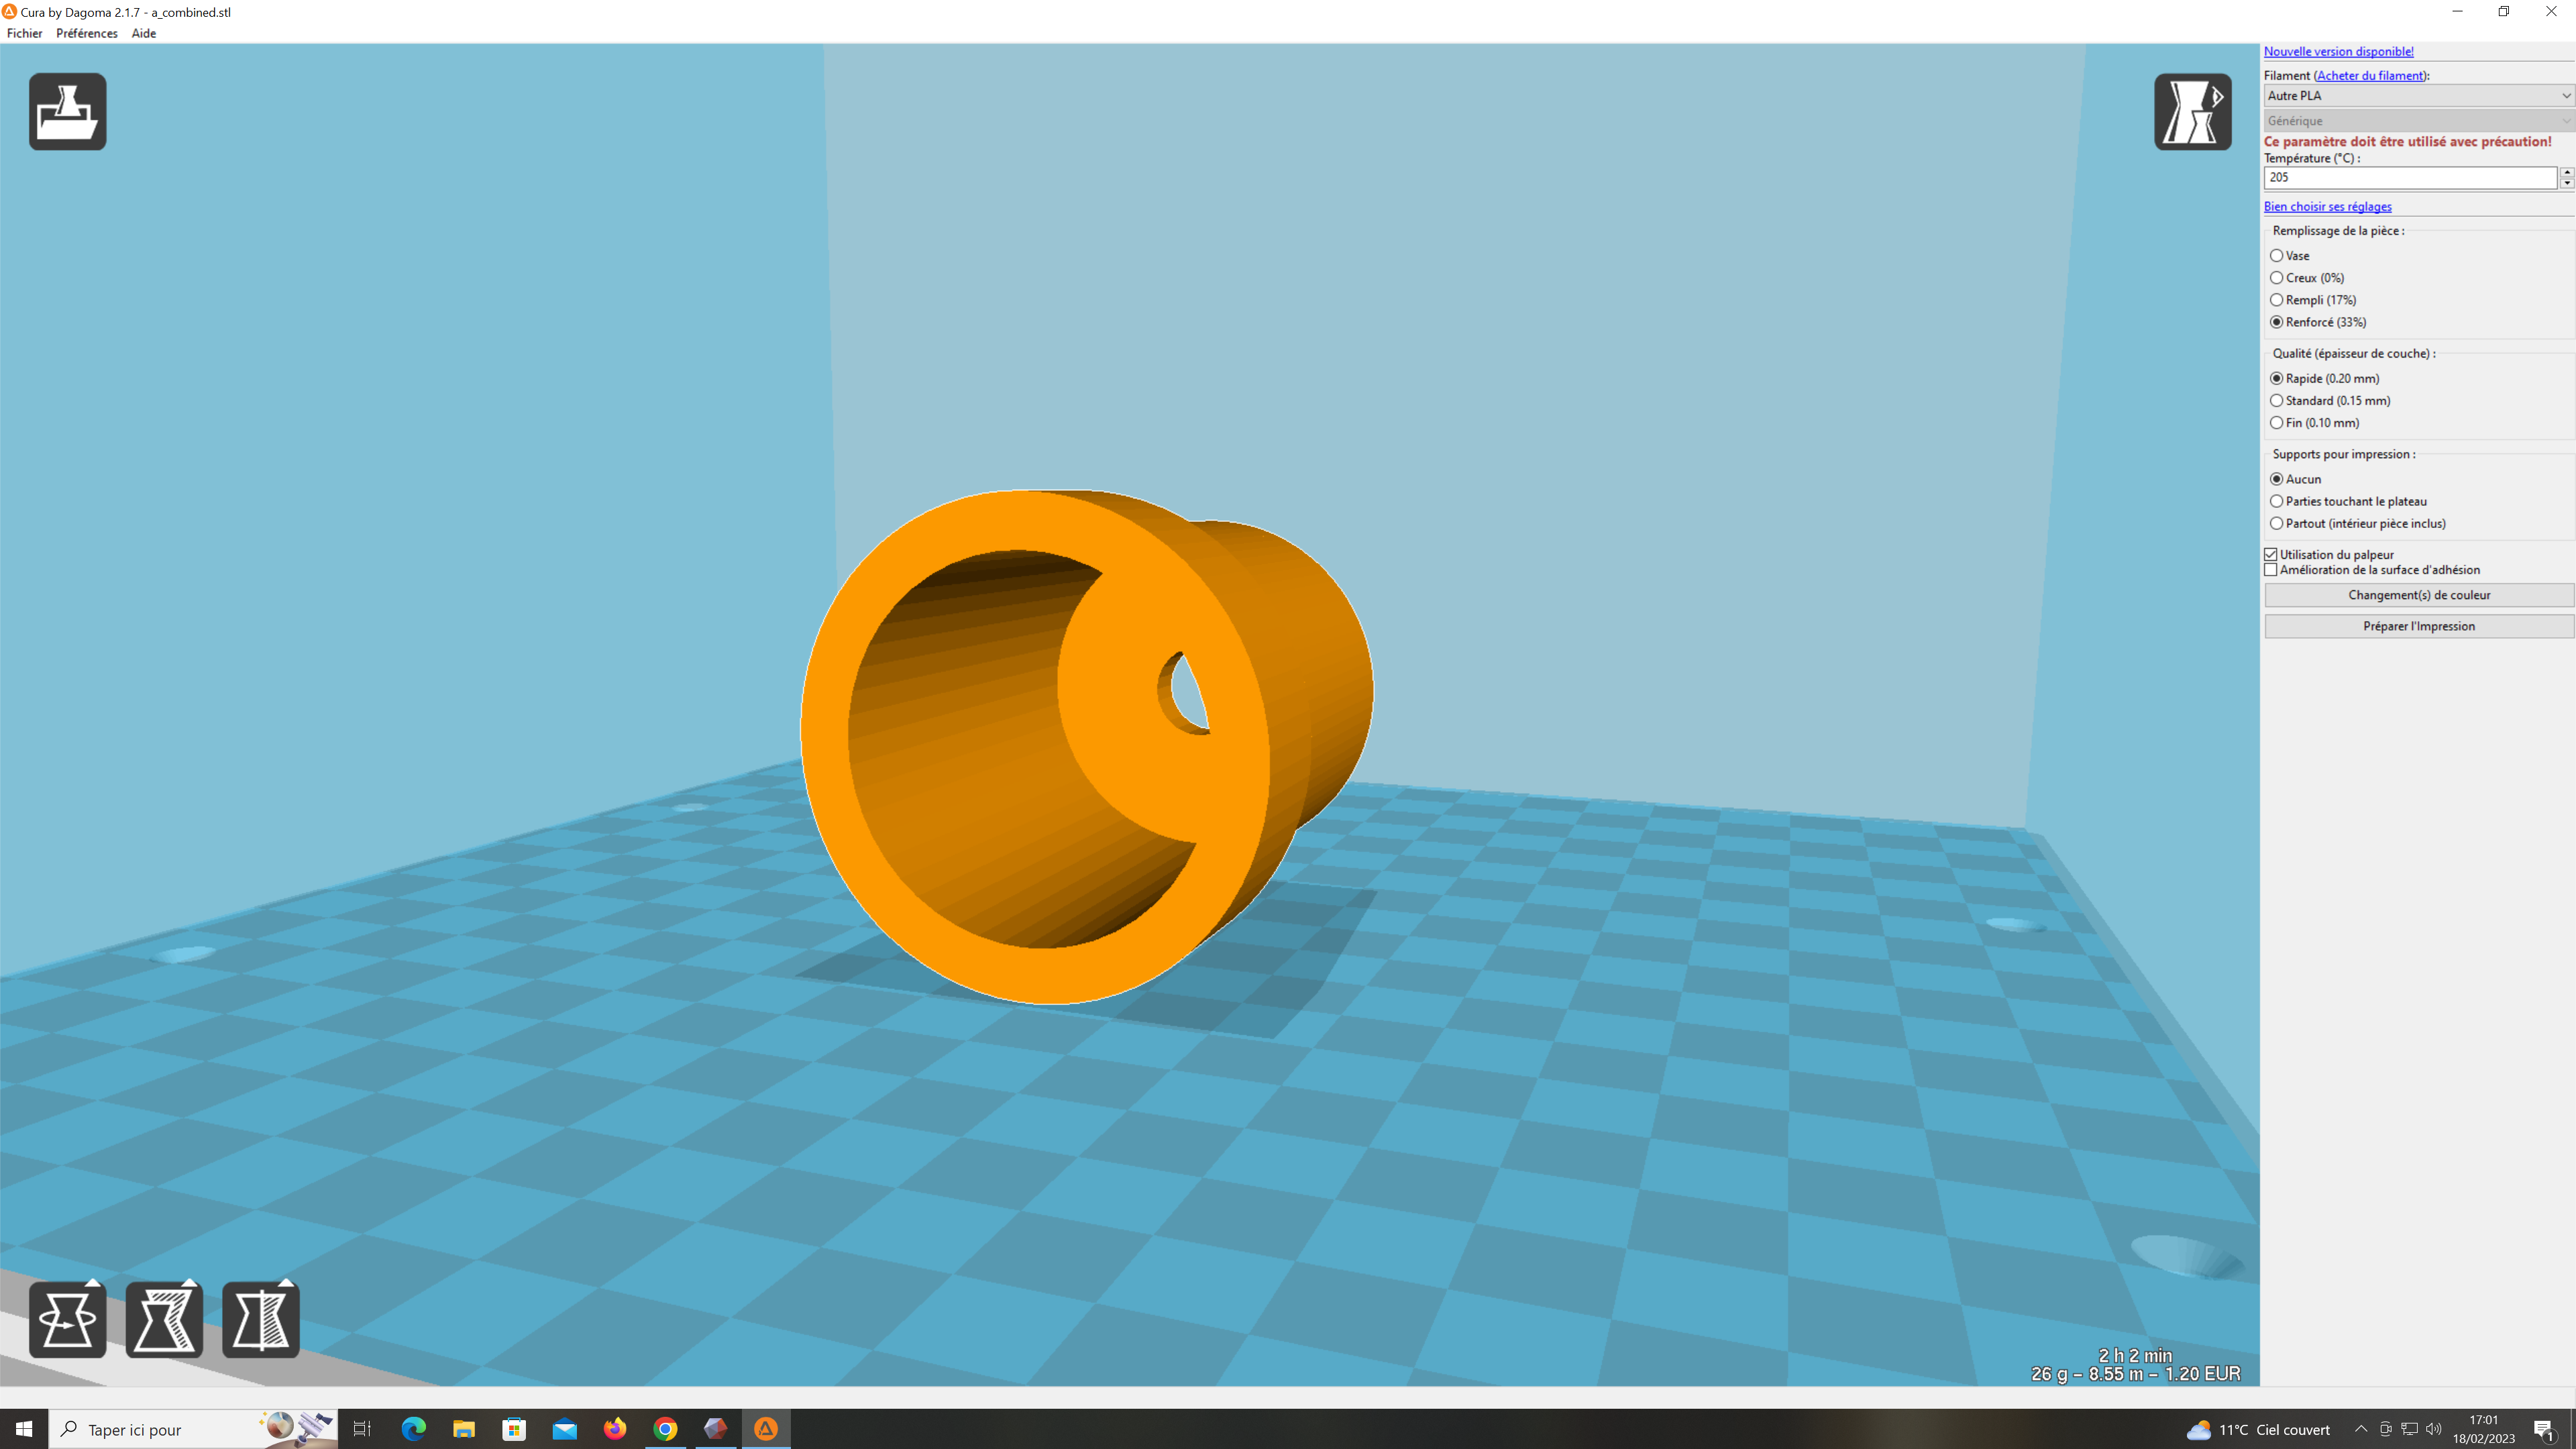 Cura by Dagoma 2.1.7 - a_combined.stl
Fichier Préférences Aide
Nouvelle version disponible!
Filament (Acheter du filament):
Autre PLA
Générique
Ce paramètre doit être utilisé avec précaution!
Température (°C) :
205
Bien choisir ses réglages
Remplissage de la pièce :
Vase
Creux (0%)
Rempli (17%)
Renforcé (33%)
Qualité (épaisseur de couche) :
Rapide (0.20 mm)
Standard (0.15 mm)
Fin (0.10 mm)
Supports pour impression :
Aucun
Parties touchant le plateau
Partout (intérieur pièce inclus)
Utilisation du palpeur
Amélioration de la surface d'adhésion
Changement(s) de couleur
Préparer l'Impression
2 h 2 min
26 g – 8.55 m – 1.20 EUR
Taper ici pour
11°C Ciel couvert
17:01
18/02/2023
1